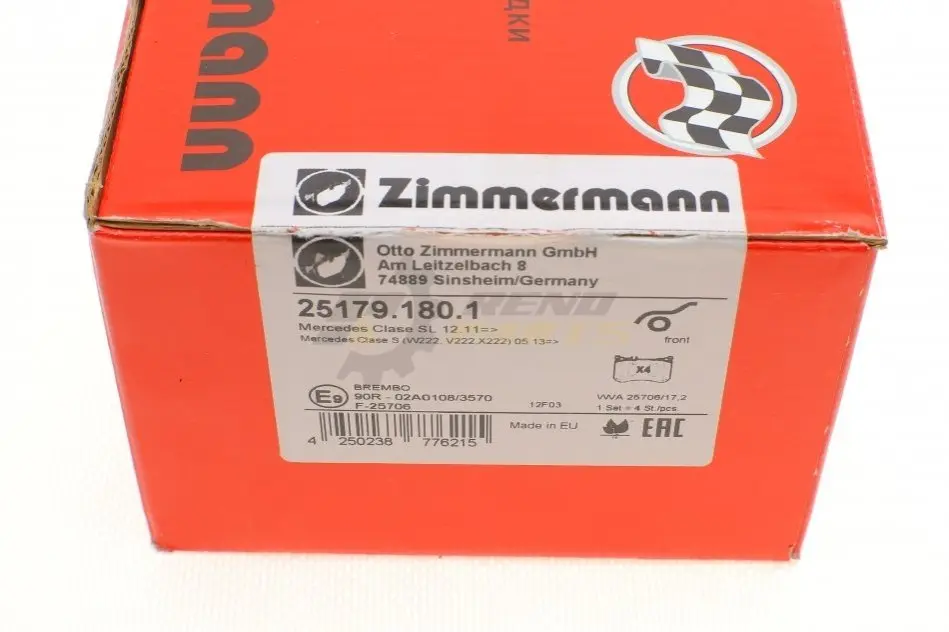 дки
Zimmermann
Otto Zimmermann GmbH
Am Leitzelbach 8
74889 Sinsheim/Germany
25179.180.1
Mercedes Clase SL 12.11=>
Mercedes Clase S (W222, V222,X222) 05.13=>
front
X4
BREMBO
E9 90R - 02A0108/3570
F-25706
12F03
WVA 25706/17,2
1 Set = 4 St./pcs.
Made in EU
EAC
4 250238 776215